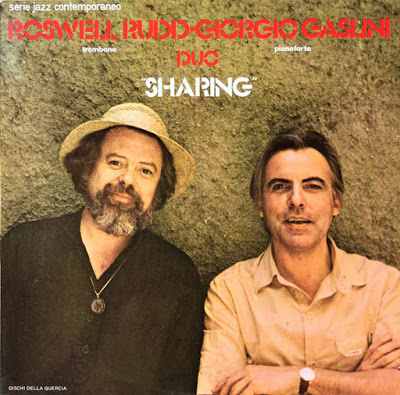 serie jazz contemporaneo
ROSWELL RUDD-GIORGIO GASLINI
trombone pianoforte
DUO
"SHARING"
DISCHI DELLA QUERCIA